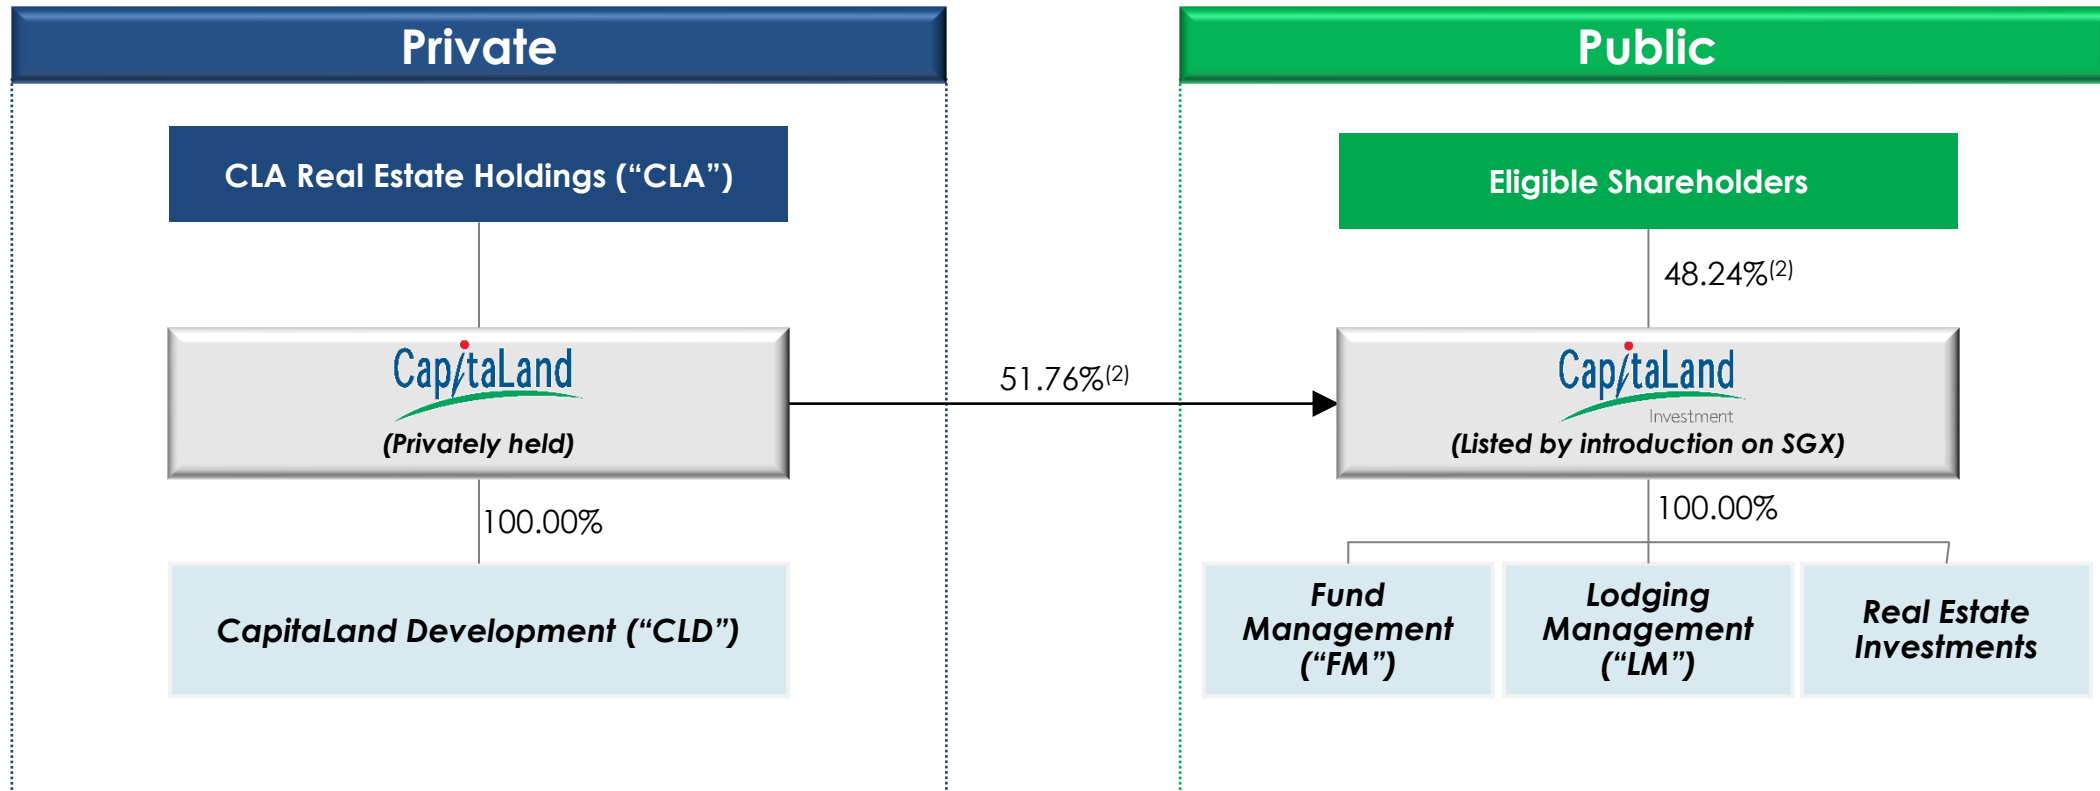 Private
Public
CLA Real Estate Holdings (“CLA”)
Eligible Shareholders
48.24%(2)
CapitaLand
(Privately held)
51.76%(2)
CapitaLand
Investment
(Listed by introduction on SGX)
100.00%
100.00%
CapitaLand Development (“CLD”)
Fund
Management
(“FM”)
Lodging
Management
(“LM”)
Real Estate
Investments